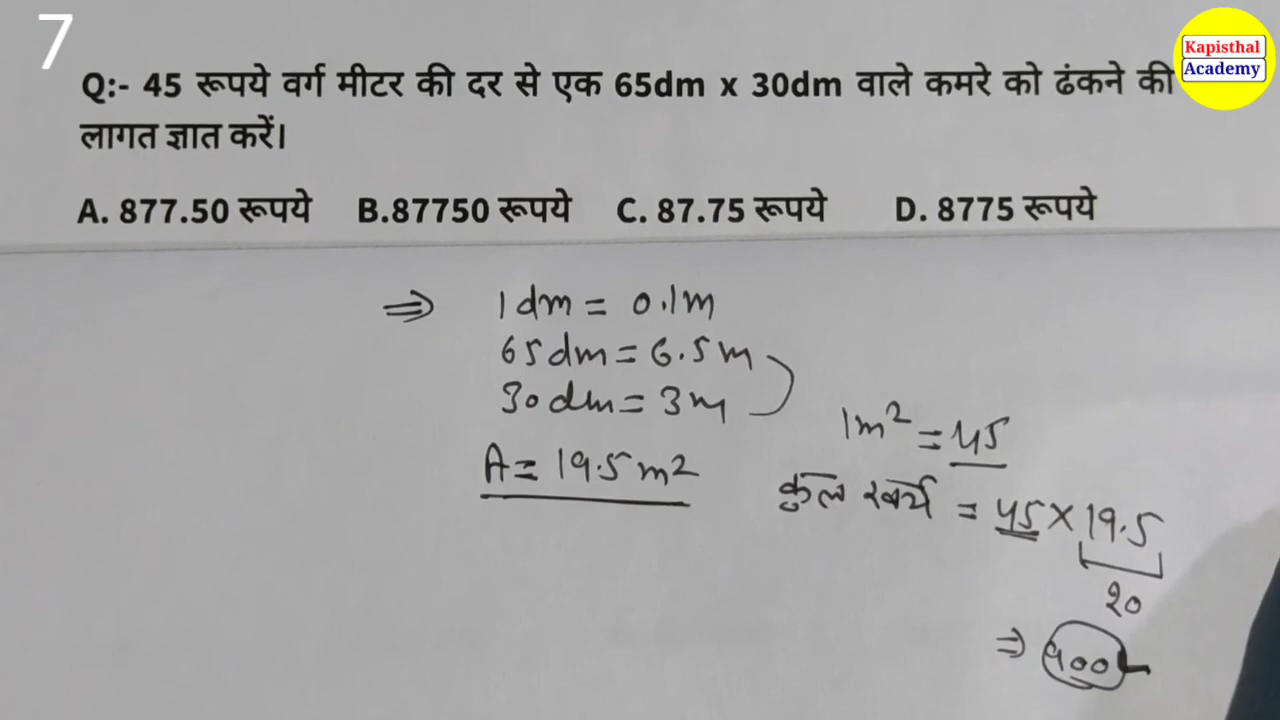 7
Kapisthal
Academy
Q:- 45 रूपये वर्ग मीटर की दर से एक 65dm x 30dm वाले कमरे को ढंकने की
लागत ज्ञात करें।
A. 877.50 रूपये B.87750 रूपये C. 87.75 रूपये D. 8775 रूपये
⇒ 1dm = 0.1m
65dm = 6.5m
30dm = 3m
1m² = 45
A = 19.5m²
कुल खर्च = 45 × 19.5
20
⇒ 900